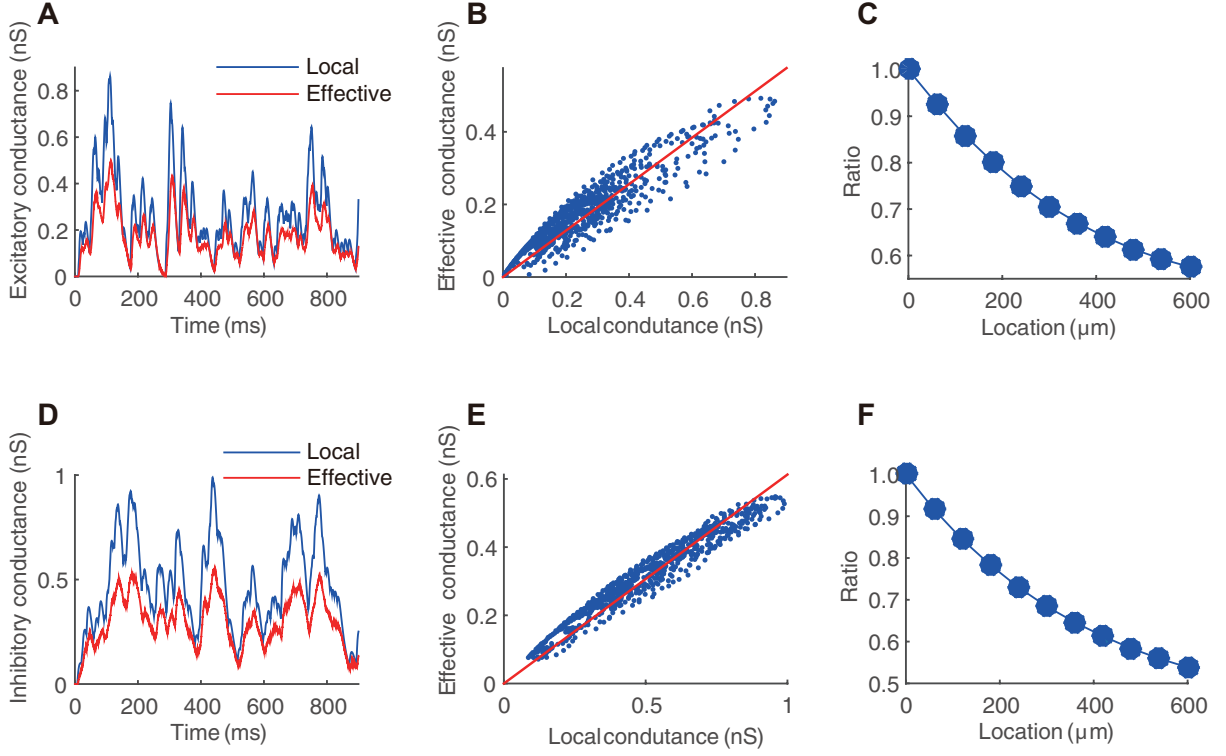 A
Excitatory conductance (nS)
0.8
0.6
0.4
0.2
0
Local
Effective
0 200 400 600 800
Time (ms)
B
Effective conductance (nS)
0.4
0.2
0
0 0.2 0.4 0.6 0.8
Local condutance (nS)
C
Ratio
1.0
0.9
0.8
0.7
0.6
0 200 400 600
Location (µm)
D
Inhibitory conductance (nS)
1
0.5
0
Local
Effective
0 200 400 600 800
Time (ms)
E
Effective conductance (nS)
0.6
0.4
0.2
0
0 0.5 1
Local condutance (nS)
F
Ratio
1.0
0.9
0.8
0.7
0.6
0.5
0 200 400 600
Location (µm)